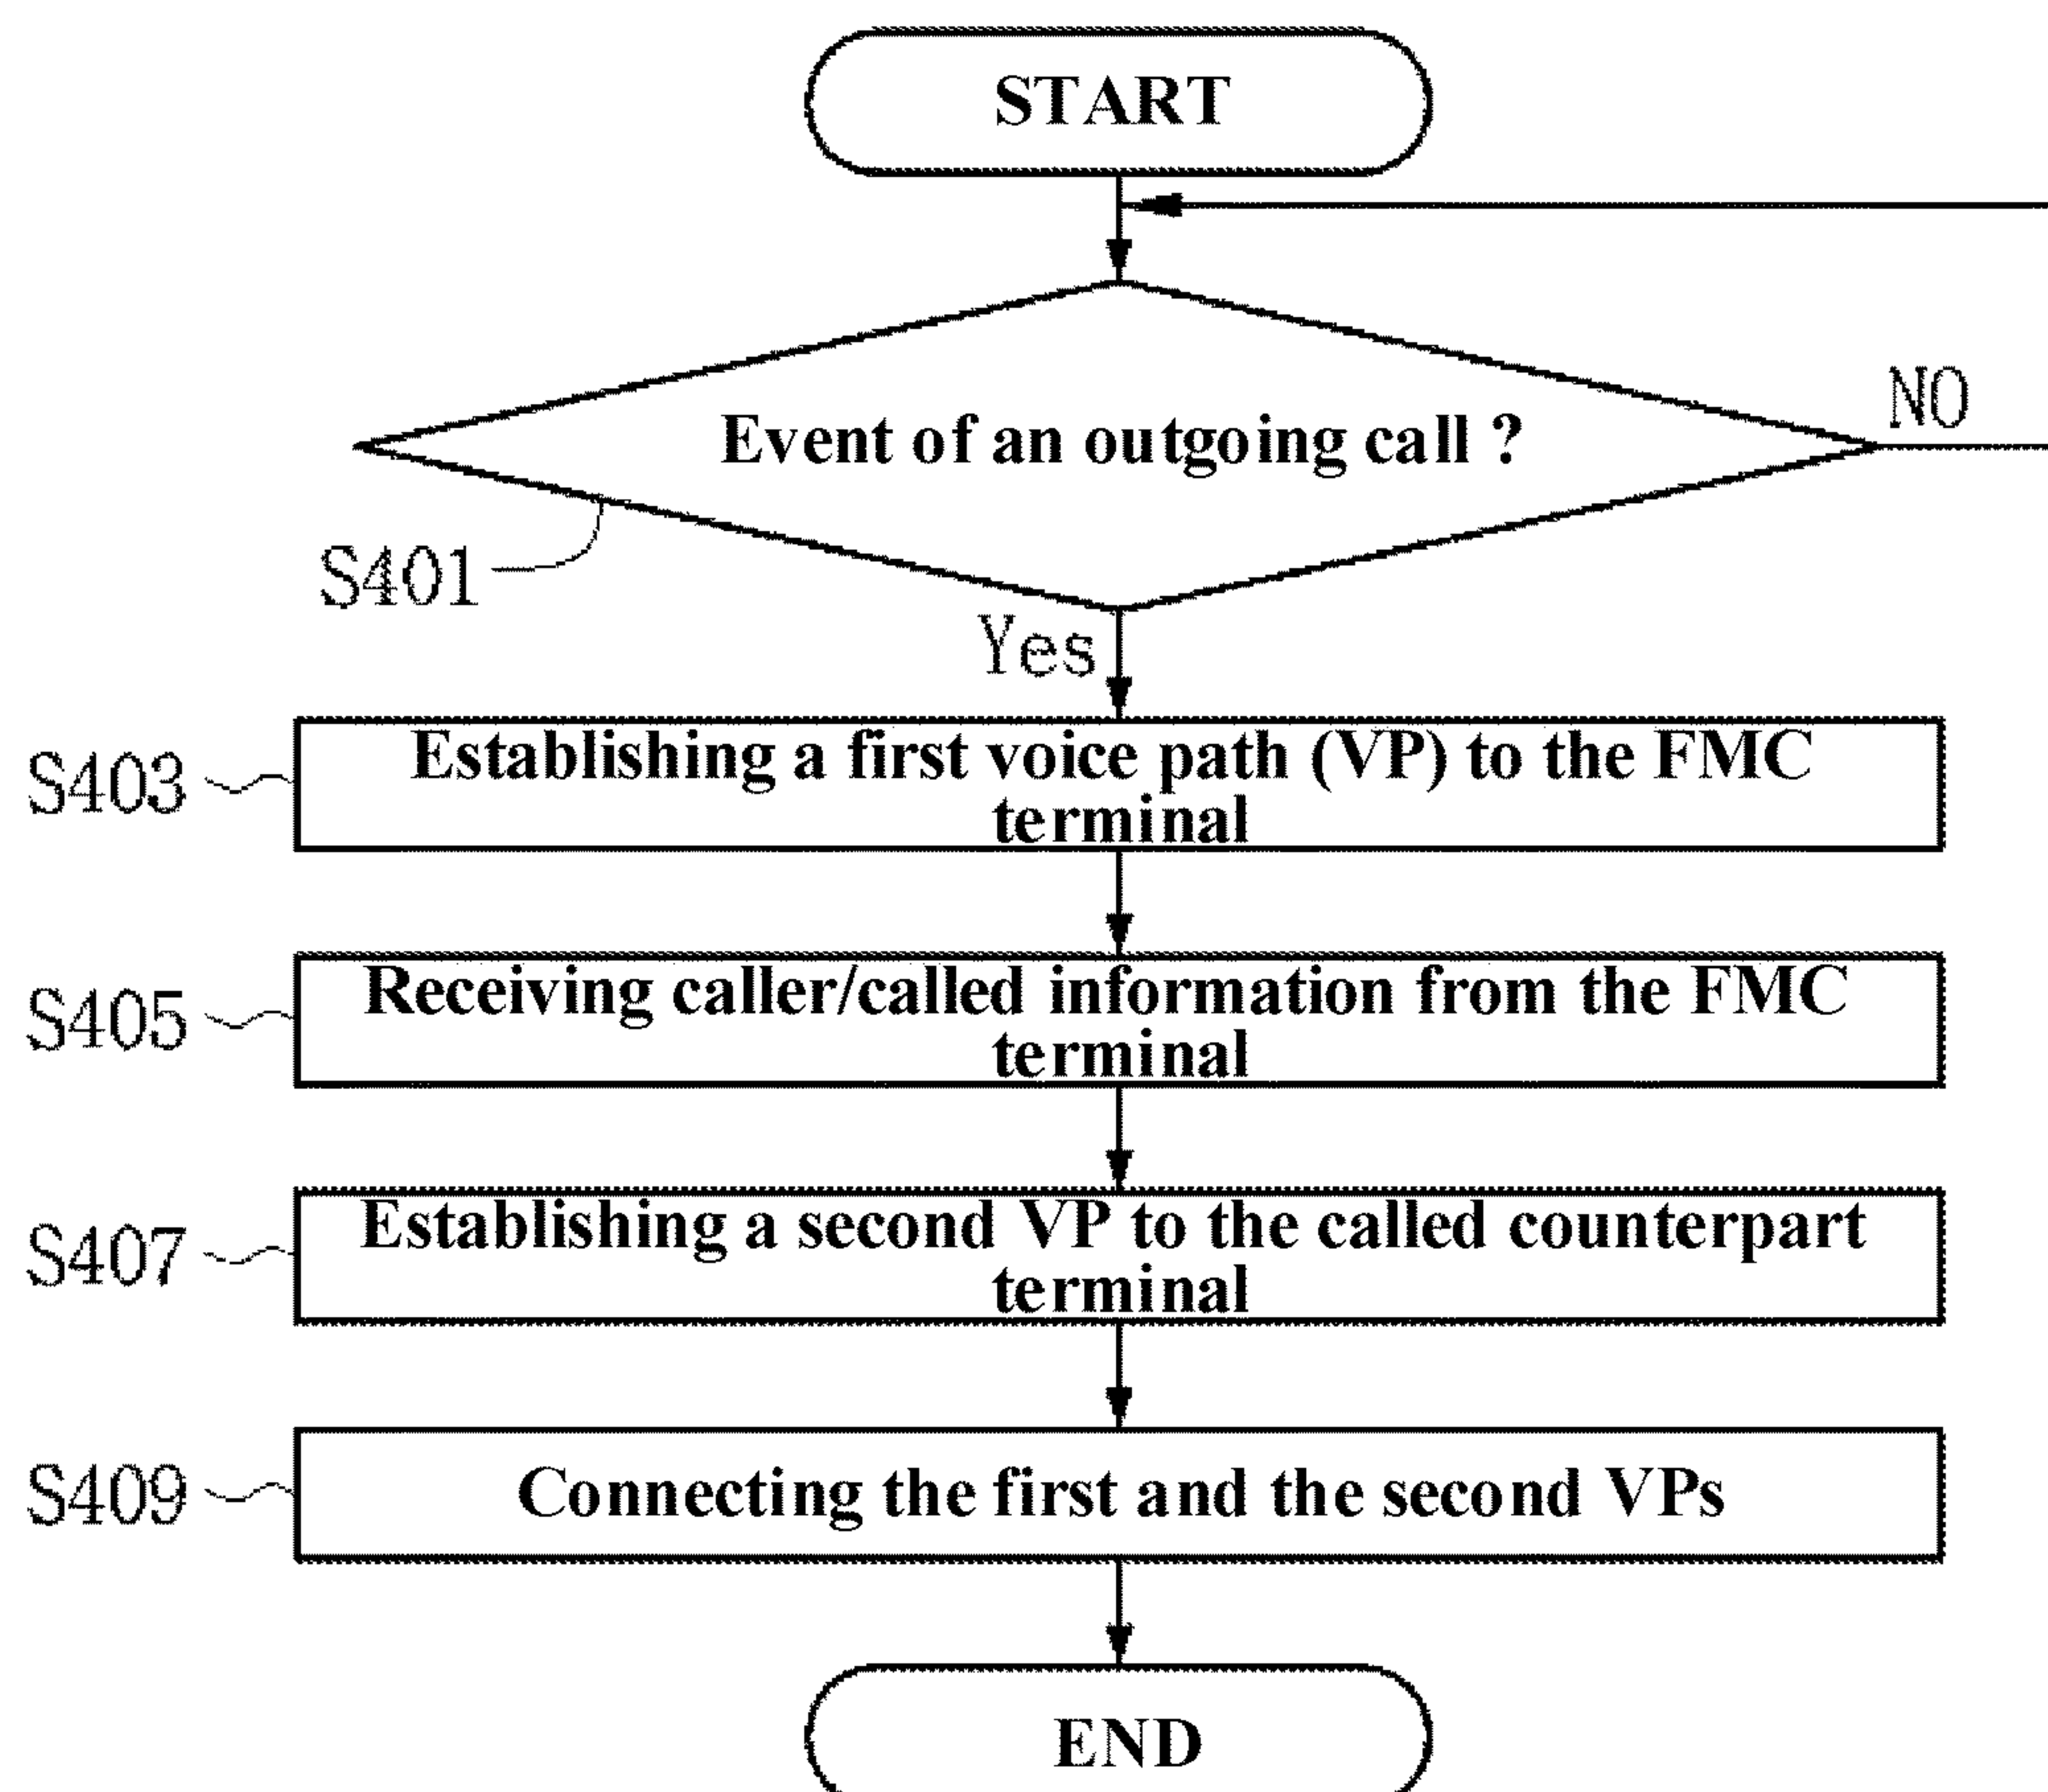 START
Event of an outgoing call ?
NO
S401
Yes
S403
Establishing a first voice path (VP) to the FMC
terminal
S405
Receiving caller/called information from the FMC
terminal
S407
Establishing a second VP to the called counterpart
terminal
S409
Connecting the first and the second VPs
END